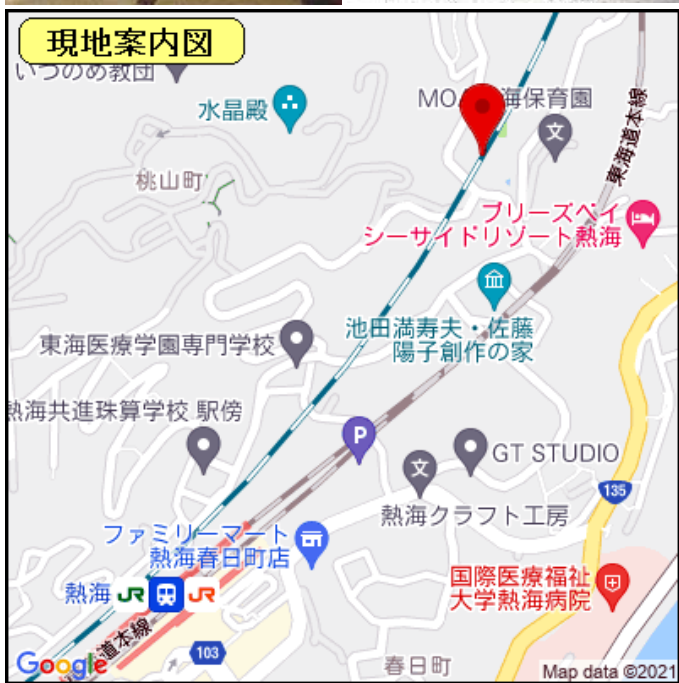 現地案内図
いづのめ教団
水晶殿
MOA
海保育園
桃山町
東海道本線
ブリーズベイ
シーサイドリゾート熱海
池田満寿夫・佐藤
陽子創作の家
東海医療学園専門学校
熱海共進珠算学校 駅傍
P
GT STUDIO
文
文
熱海クラフト工房
135
ファミリーマート
熱海春日町店
国際医療福祉
大学熱海病院
熱海 JR JR
道本線
103
春日町
Google
Map data ©2021